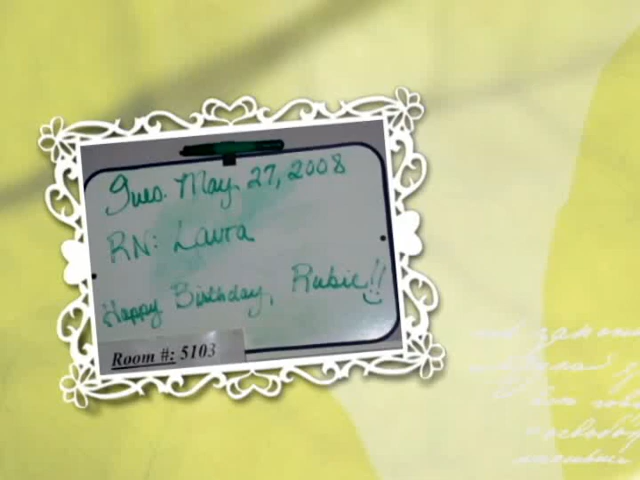 Tues. May 27, 2008
RN: Laura
Happy Birthday, Rubie!!
Room #: 5103